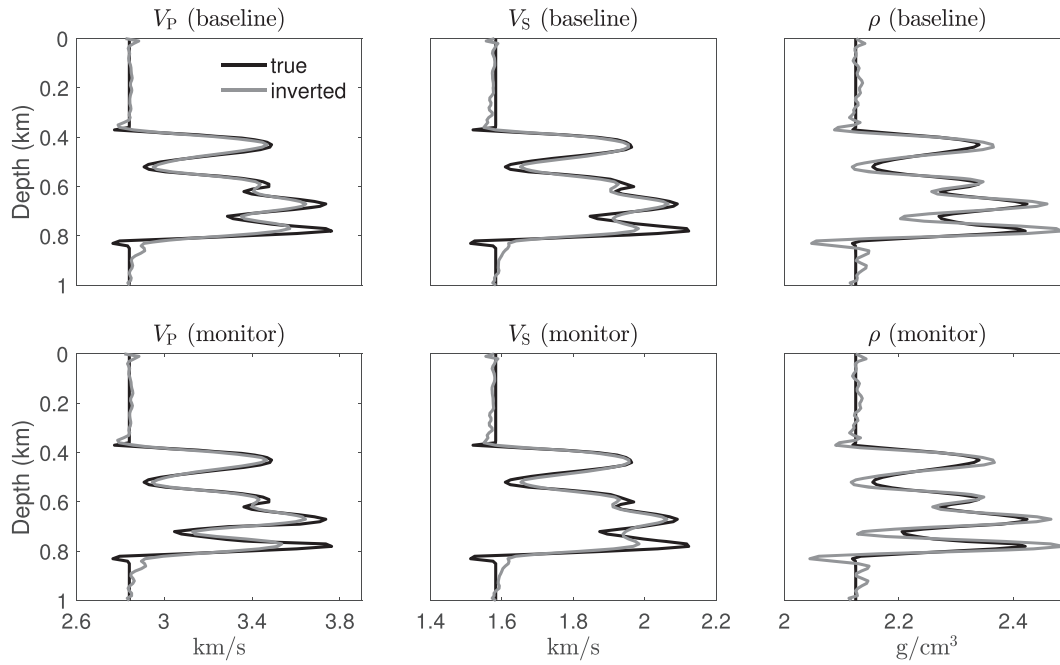 V_P (baseline) V_S (baseline) ρ (baseline)
0
0.2
0.4
0.6
0.8
1
Depth (km)
true
inverted
V_P (monitor) V_S (monitor) ρ (monitor)
0
0.2
0.4
0.6
0.8
1
Depth (km)
2.6 3 3.4 3.8 1.4 1.6 1.8 2 2.2 2 2.2 2.4
km/s km/s g/cm³